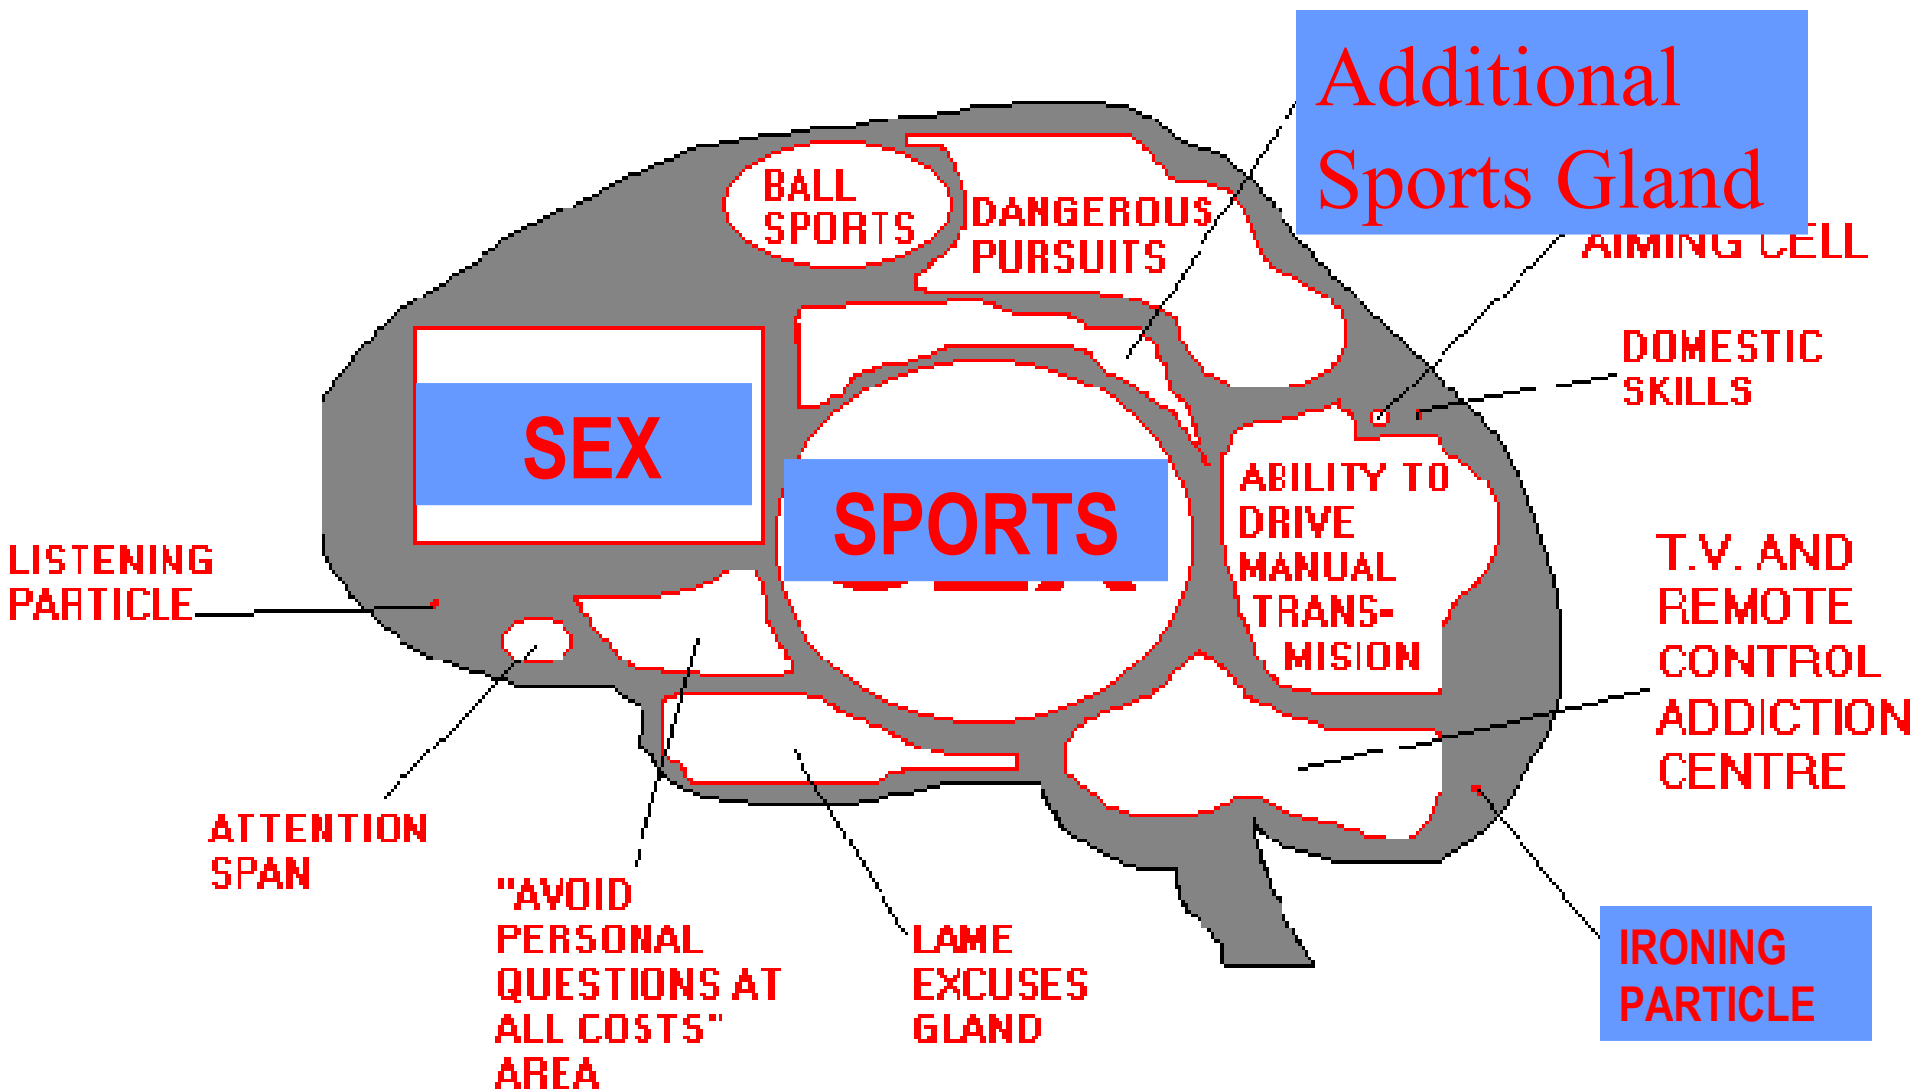 Additional
Sports Gland
AIMING CELL
BALL
SPORTS
DANGEROUS
PURSUITS
DOMESTIC
SKILLS
SEX
SPORTS
ABILITY TO
DRIVE
MANUAL
TRANS-
MISION
LISTENING
PARTICLE
T.V. AND
REMOTE
CONTROL
ADDICTION
CENTRE
ATTENTION
SPAN
"AVOID
PERSONAL
QUESTIONS AT
ALL COSTS"
AREA
LAME
EXCUSES
GLAND
IRONING
PARTICLE